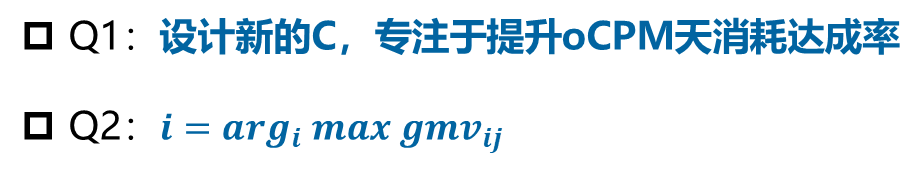 Q1：设计新的C，专注于提升oCPM天消耗达成率
Q2：i = arg_i max gmv_ij